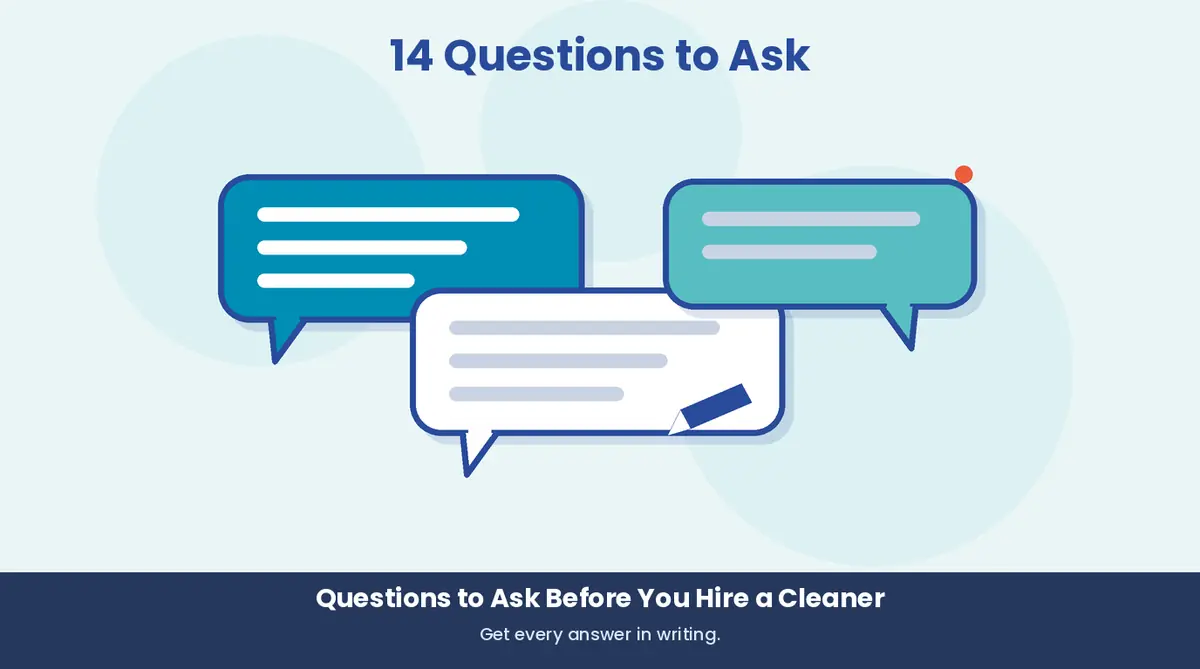 14 Questions to Ask
Questions to Ask Before You Hire a Cleaner
Get every answer in writing.